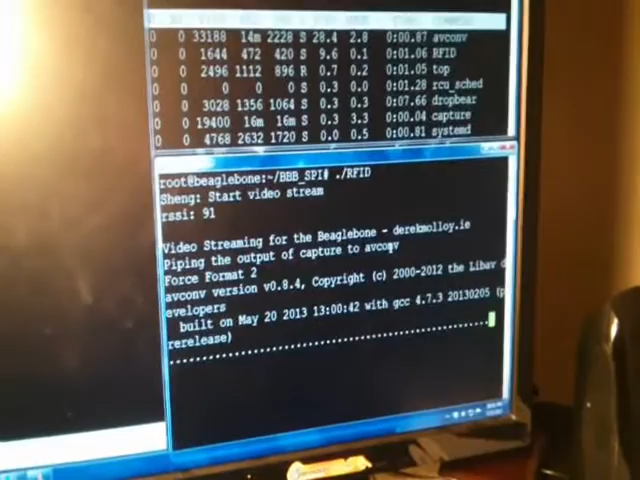 0 0 33188 14m 2228 S 28.4 2.8 0:00.87 avconv
0 0 1644 472 420 S 9.6 0.1 0:01.06 RFID
0 0 2496 1112 896 R 0.7 0.2 0:01.05 top
0 0 0 0 0 S 0.3 0.0 0:01.28 rcu_sched
0 0 3028 1356 1064 S 0.3 0.3 0:07.66 dropbear
0 0 19400 16m 16m S 0.3 3.3 0:00.04 capture
0 0 4768 2632 1720 S 0.0 0.5 0:00.81 systemd
root@beaglebone:~/BBB_SPI# ./RFID
Sheng: Start video stream
rssi: 91
Video Streaming for the Beaglebone - derekmolloy.ie
Piping the output of capture to avconv
Force Format 2
avconv version v0.8.4, Copyright (c) 2000-2012 the Libav d
evelopers
built on May 20 2013 13:00:42 with gcc 4.7.3 20130205 (p
rerelease)